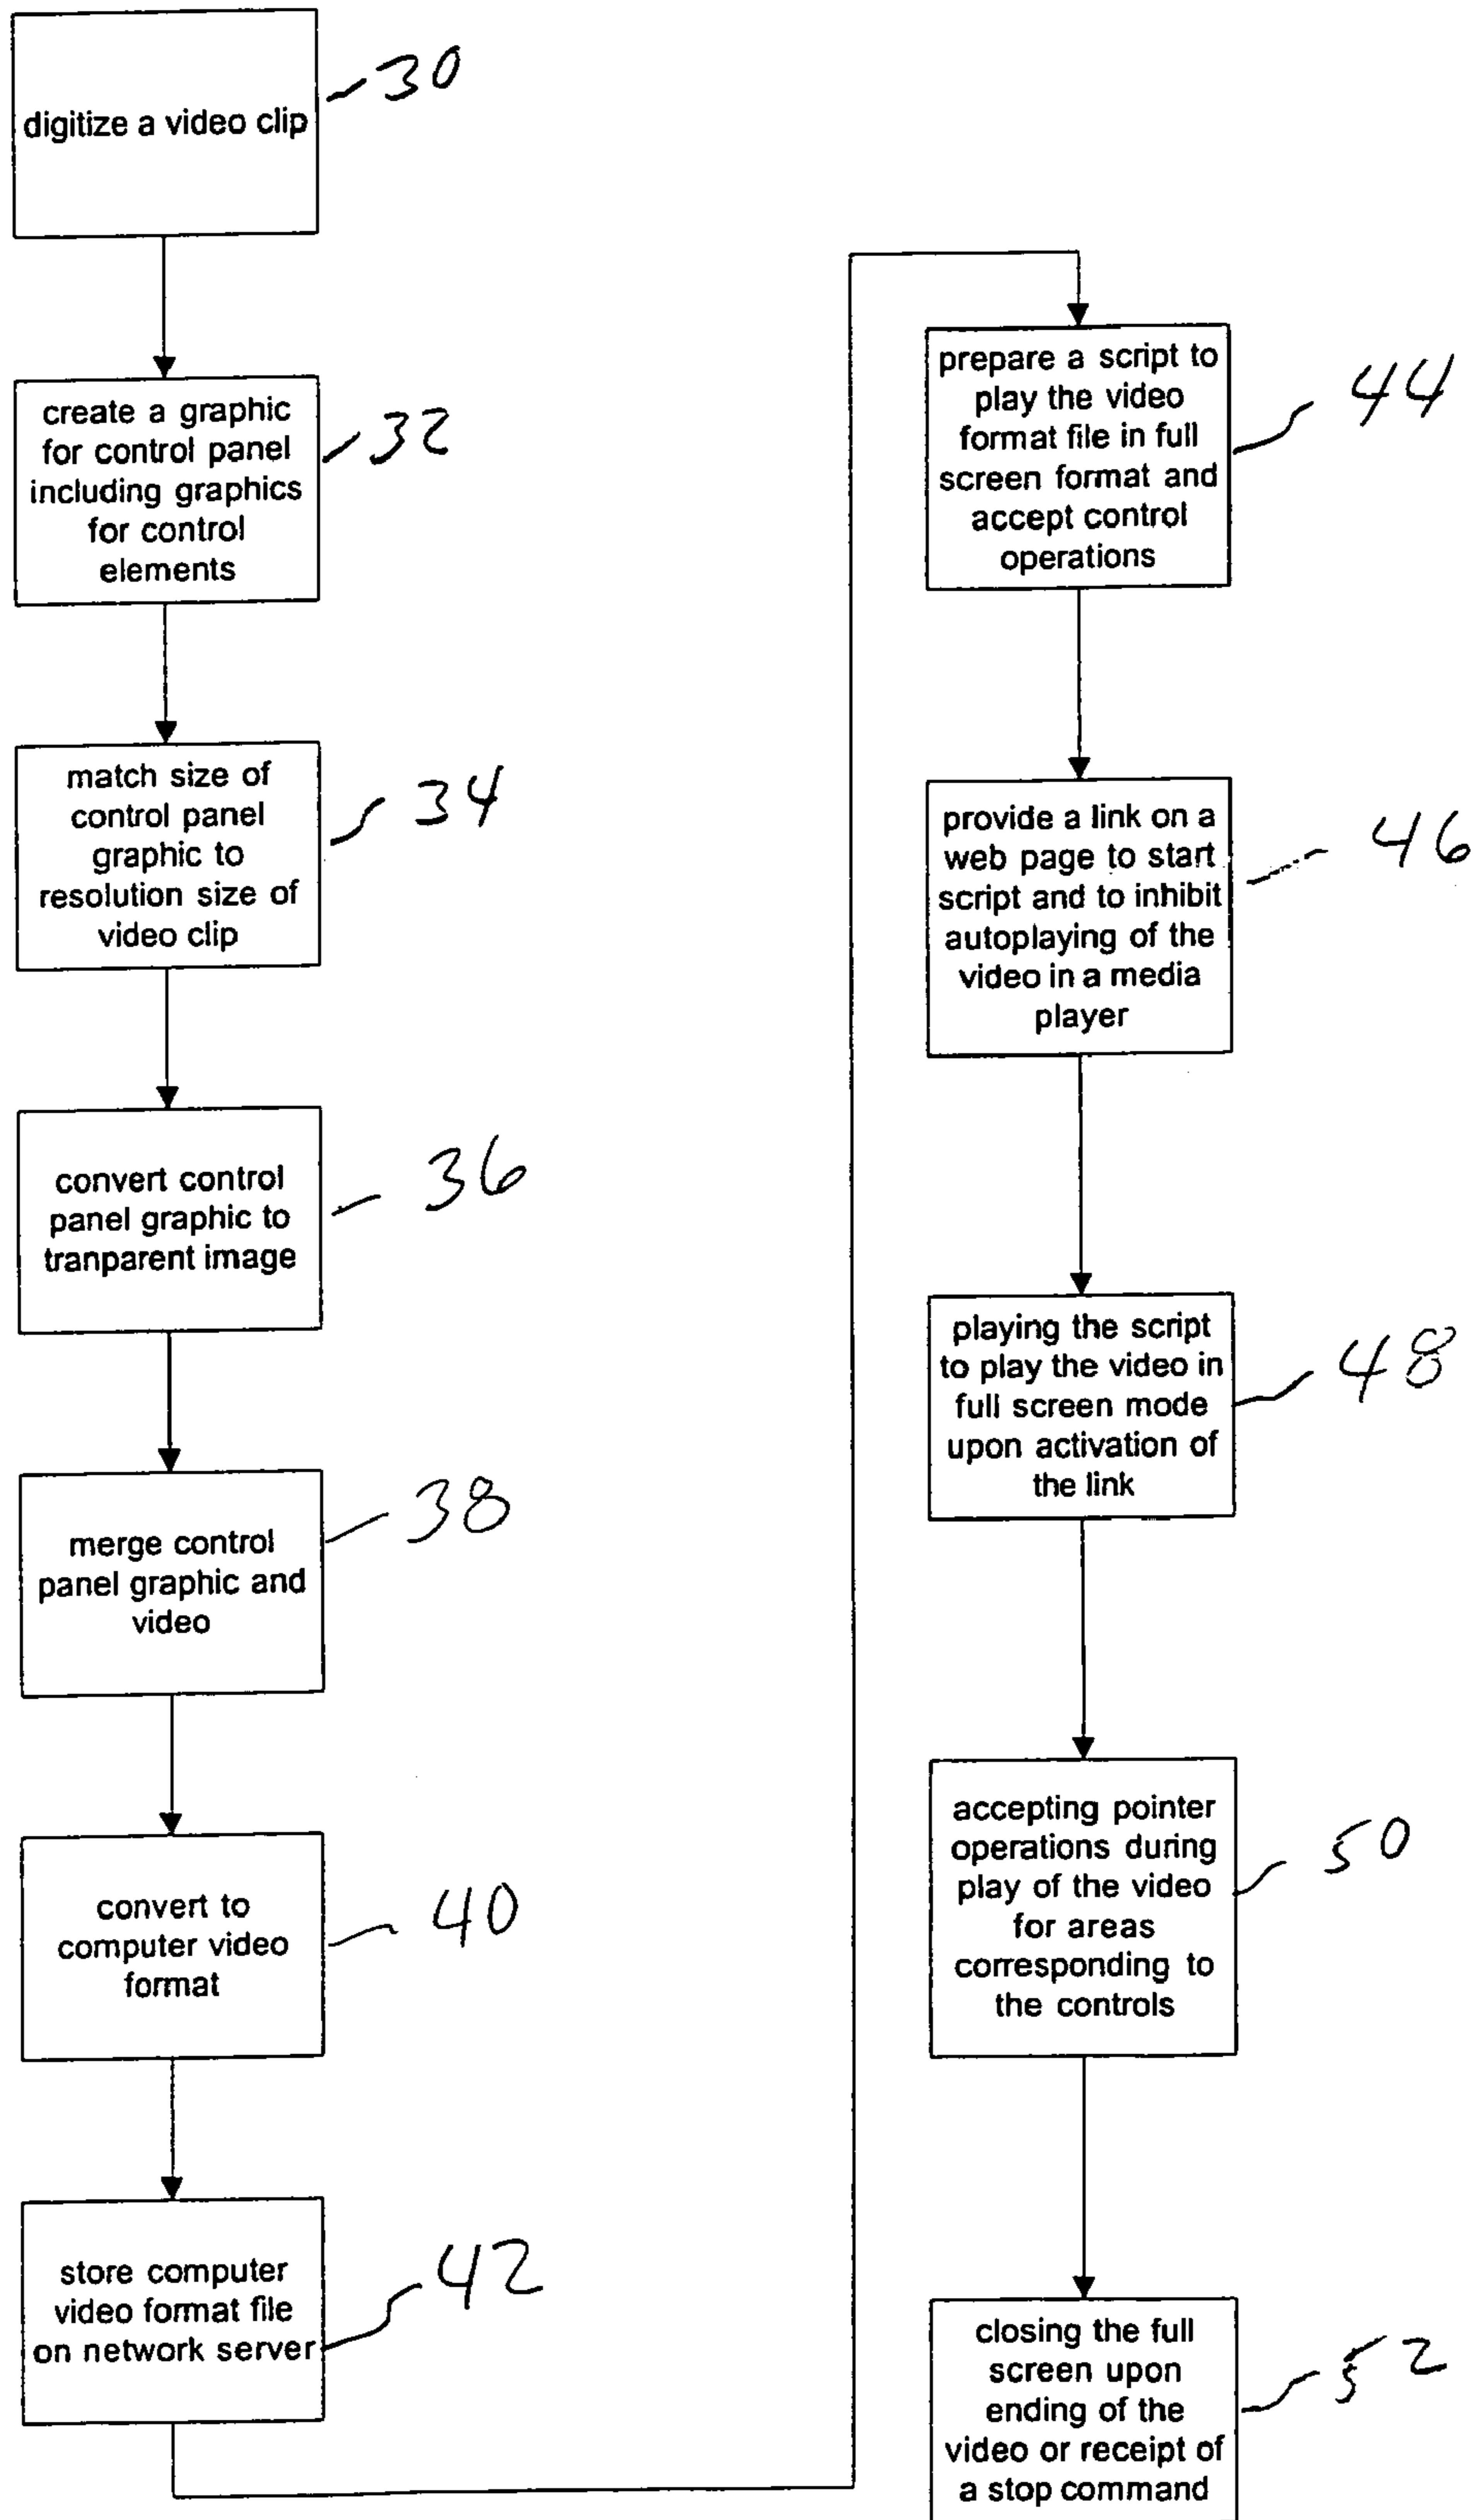 digitize a video clip
30
create a graphic
for control panel
including graphics
for control
elements
32
match size of
control panel
graphic to
resolution size of
video clip
34
convert control
panel graphic to
tranparent image
36
merge control
panel graphic and
video
38
convert to
computer video
format
40
store computer
video format file
on network server
42
prepare a script to
play the video
format file in full
screen format and
accept control
operations
44
provide a link on a
web page to start
script and to inhibit
autoplaying of the
video in a media
player
46
playing the script
to play the video in
full screen mode
upon activation of
the link
48
accepting pointer
operations during
play of the video
for areas
corresponding to
the controls
50
closing the full
screen upon
ending of the
video or receipt of
a stop command
52